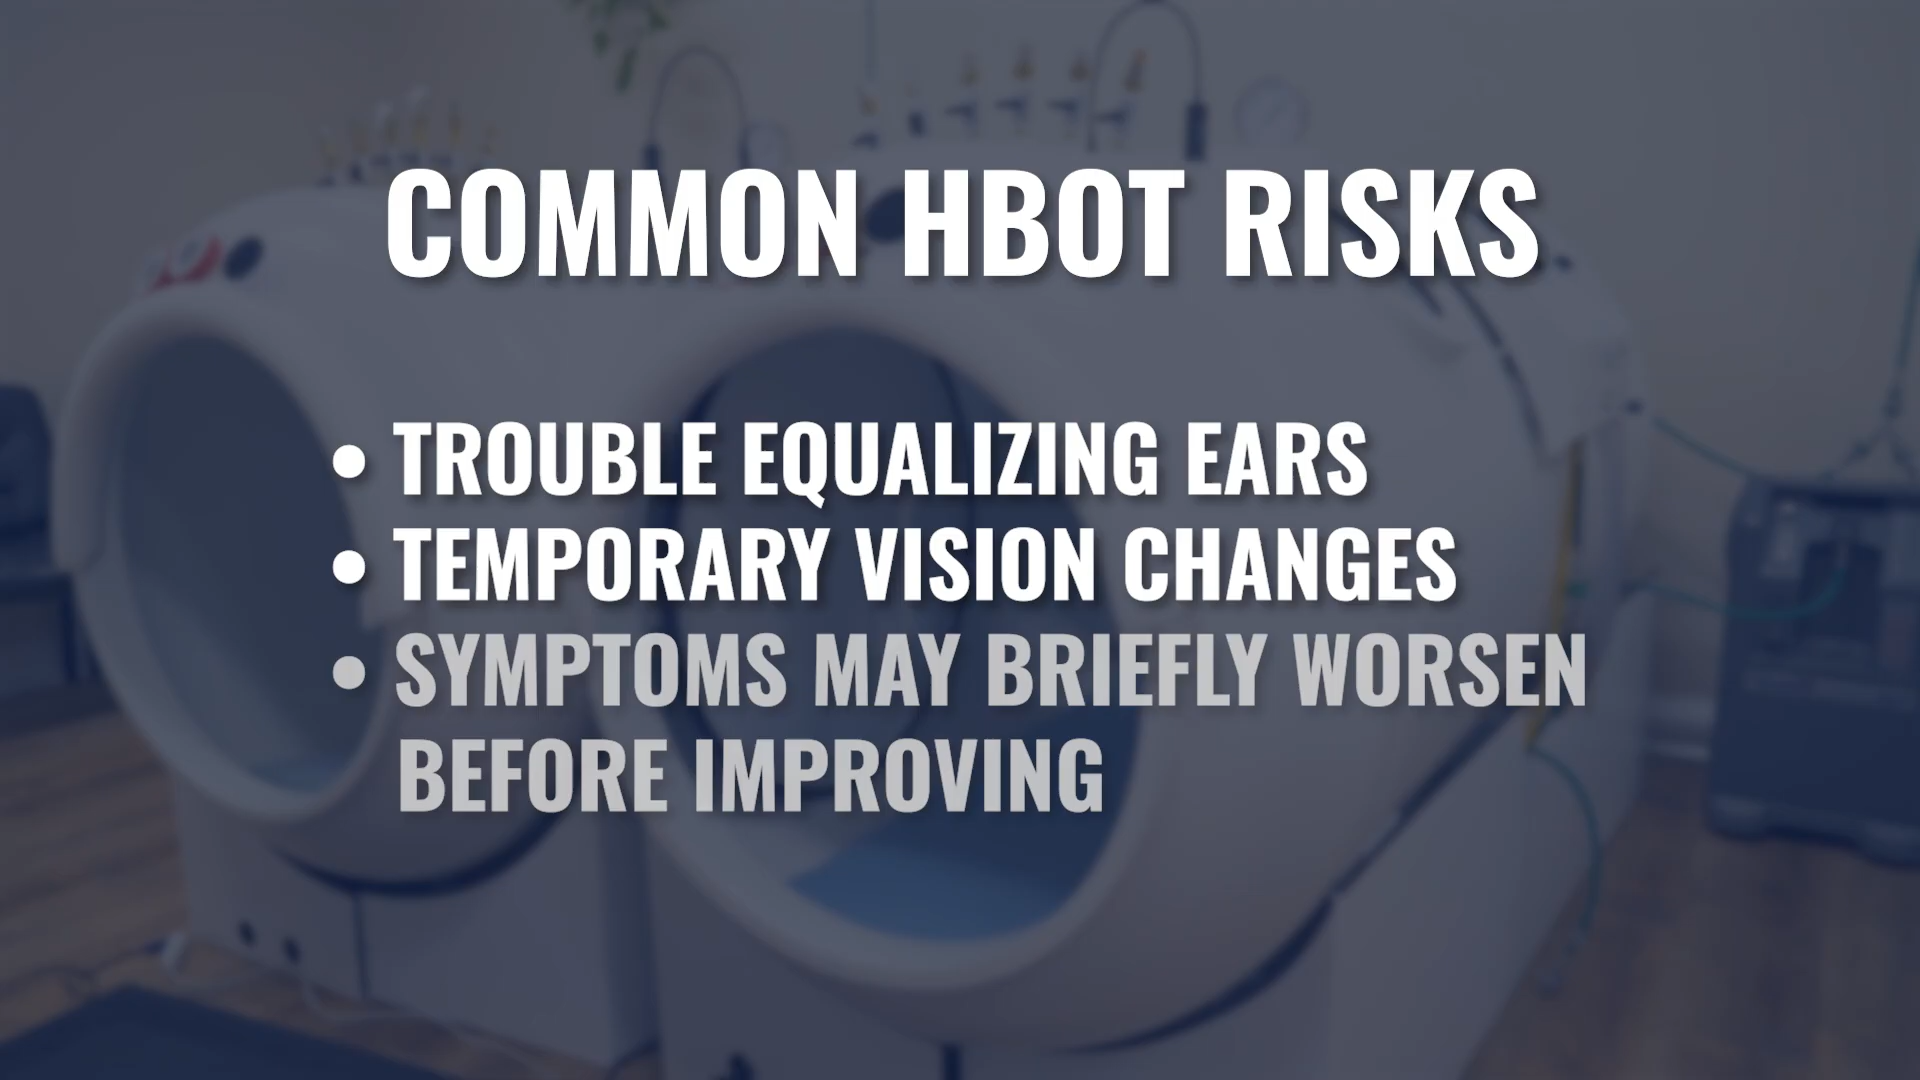 COMMON HBOT RISKS
• TROUBLE EQUALIZING EARS
• TEMPORARY VISION CHANGES
• SYMPTOMS MAY BRIEFLY WORSEN
BEFORE IMPROVING